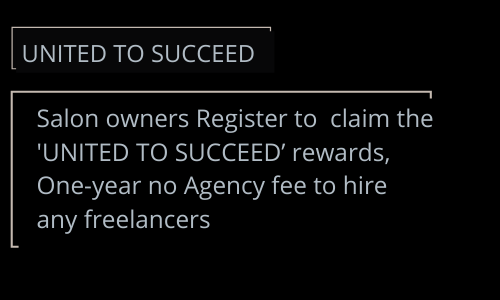 UNITED TO SUCCEED
Salon owners Register to  claim the
'UNITED TO SUCCEED’ rewards,
One-year no Agency fee to hire
any freelancers